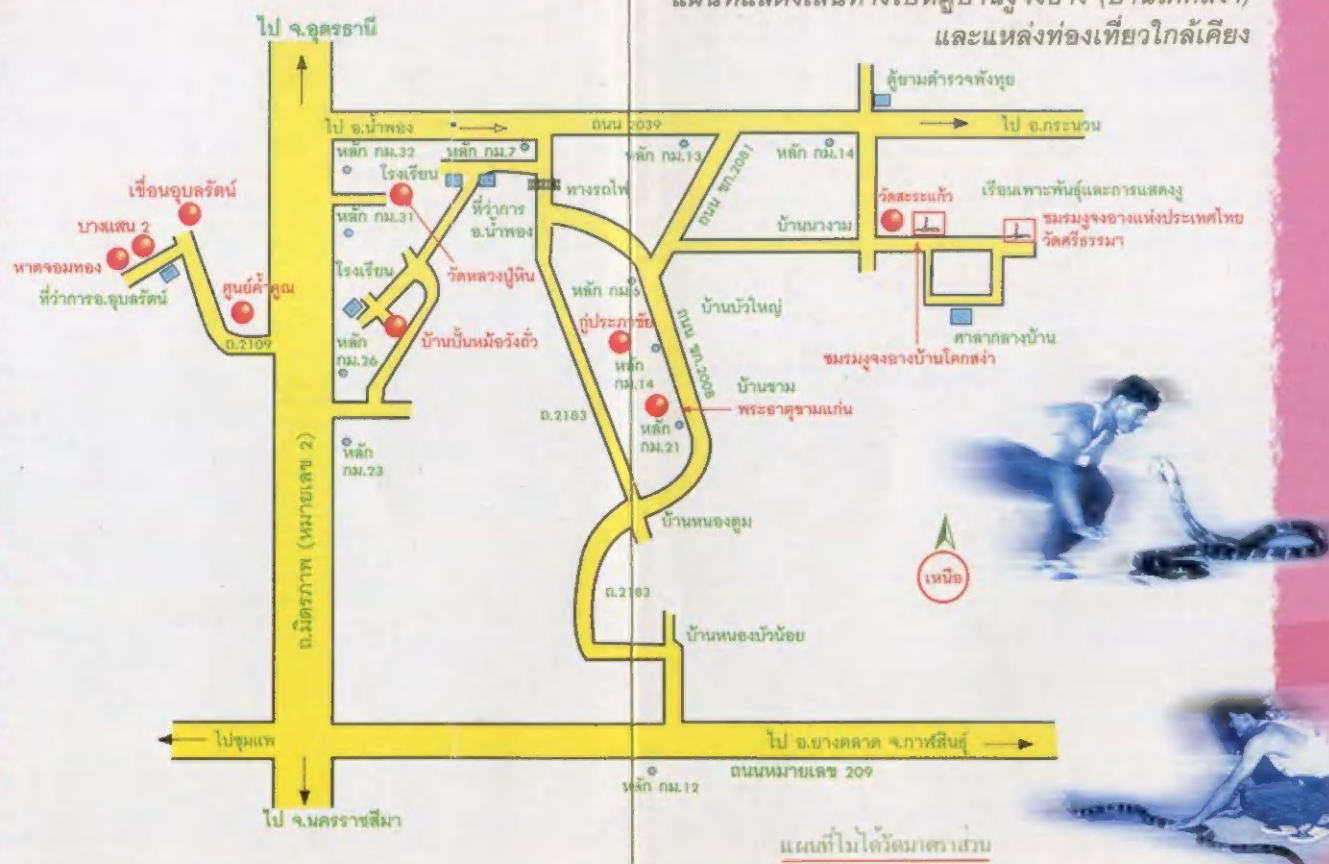 และแหล่งท่องเที่ยวใกล้เคียง
ไป จ.อุดรธานี
ตู้ยามตำรวจพังทุย
ไป อ.น้ำพอง
ถนน 2039
ไป อ.กระนวน
หลัก กม.32
หลัก กม.7
หลัก กม.13
หลัก กม.14
ถนน ขก.2081
โรงเรียน
ทางรถไฟ
เรือนเพาะพันธุ์และการแสดงงู
เขื่อนอุบลรัตน์
วัดสะระแก้ว
บางแสน 2
หลัก กม.31
ที่ว่าการ
อ.น้ำพอง
บ้านนางาม
ชมรมงูจงอางแห่งประเทศไทย
วัดศรีธรรมา
หาดจอมทอง
ที่ว่าการอ.อุบลรัตน์
โรงเรียน
วัดหลวงปู่หิน
ศูนย์ค้ำคูณ
หลัก กม.6
บ้านบัวใหญ่
ถ.2109
หลัก
กม.26
บ้านปั้นหม้อวังถั่ว
กู่ประภาชัย
ศาลากลางบ้าน
ชมรมงูจงอางบ้านโคกสง่า
หลัก
กม.14
ถนน ขก.2008
บ้านขาม
พระธาตุขามแก่น
ถ.2183
หลัก
กม.21
หลัก
กม.23
ถ.มิตรภาพ (หมายเลข 2)
บ้านหนองตูม
เหนือ
ถ.2183
บ้านหนองบัวน้อย
ไปชุมแพ
ไป อ.ยางตลาด จ.กาฬสินธุ์
ถนนหมายเลข 209
หลัก กม.12
ไป จ.นครราชสีมา
แผนที่ไม่ได้วัดมาตราส่วน